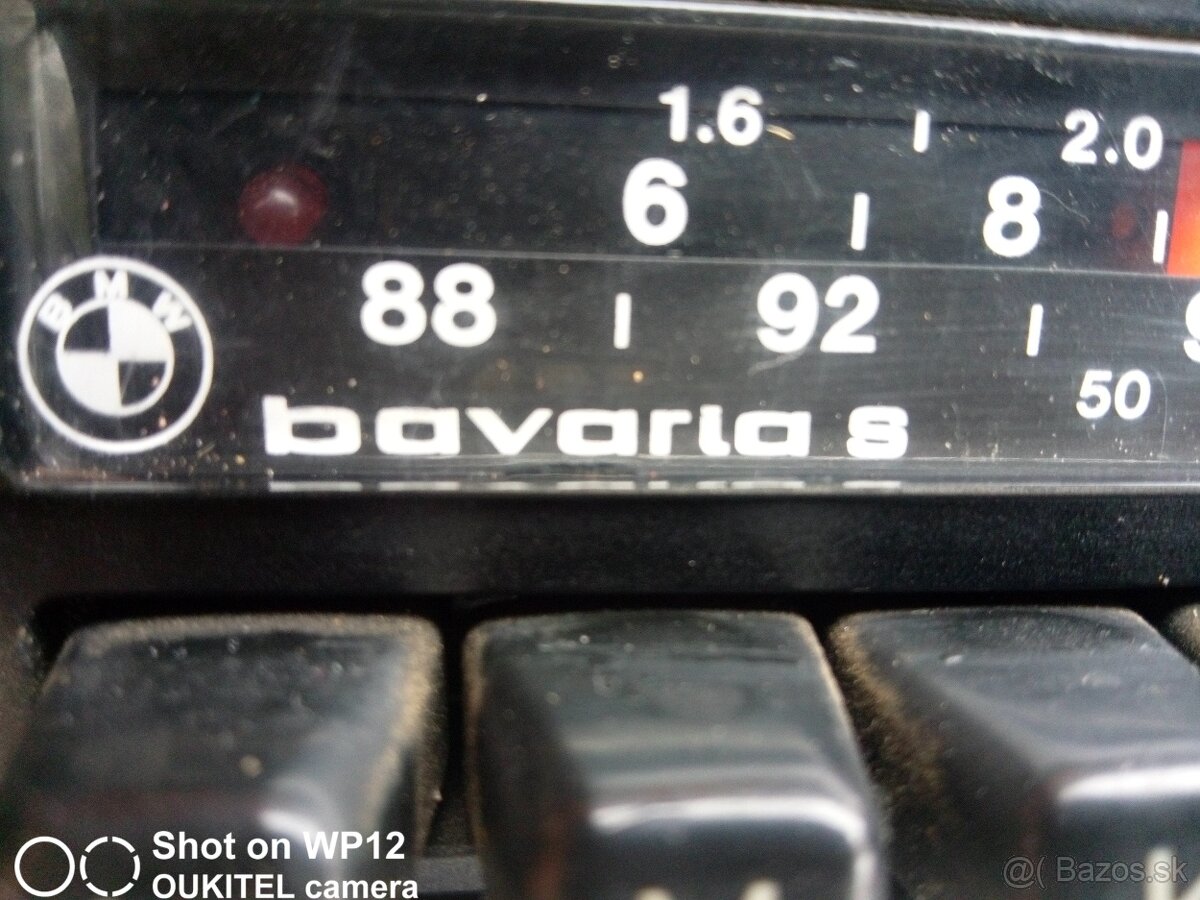 1.6 2.0
6 8
88 92
BMW
50
bavaria s
Shot on WP12
OUKITEL camera
@( Bazos.sk